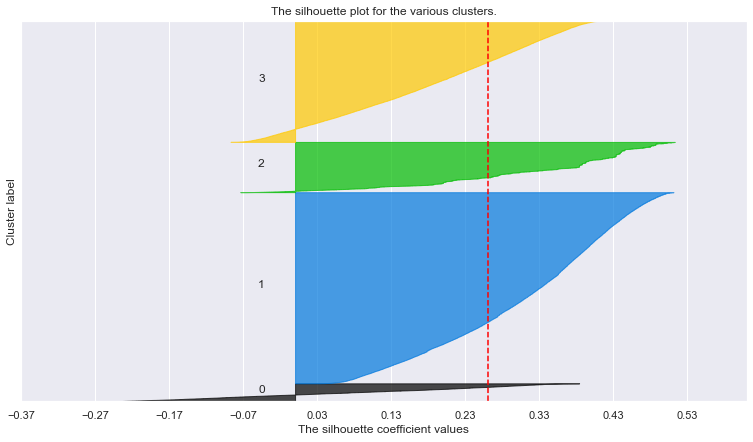 The silhouette plot for the various clusters.
3
2
1
0
Cluster label
−0.37 −0.27 −0.17 −0.07 0.03 0.13 0.23 0.33 0.43 0.53
The silhouette coefficient values